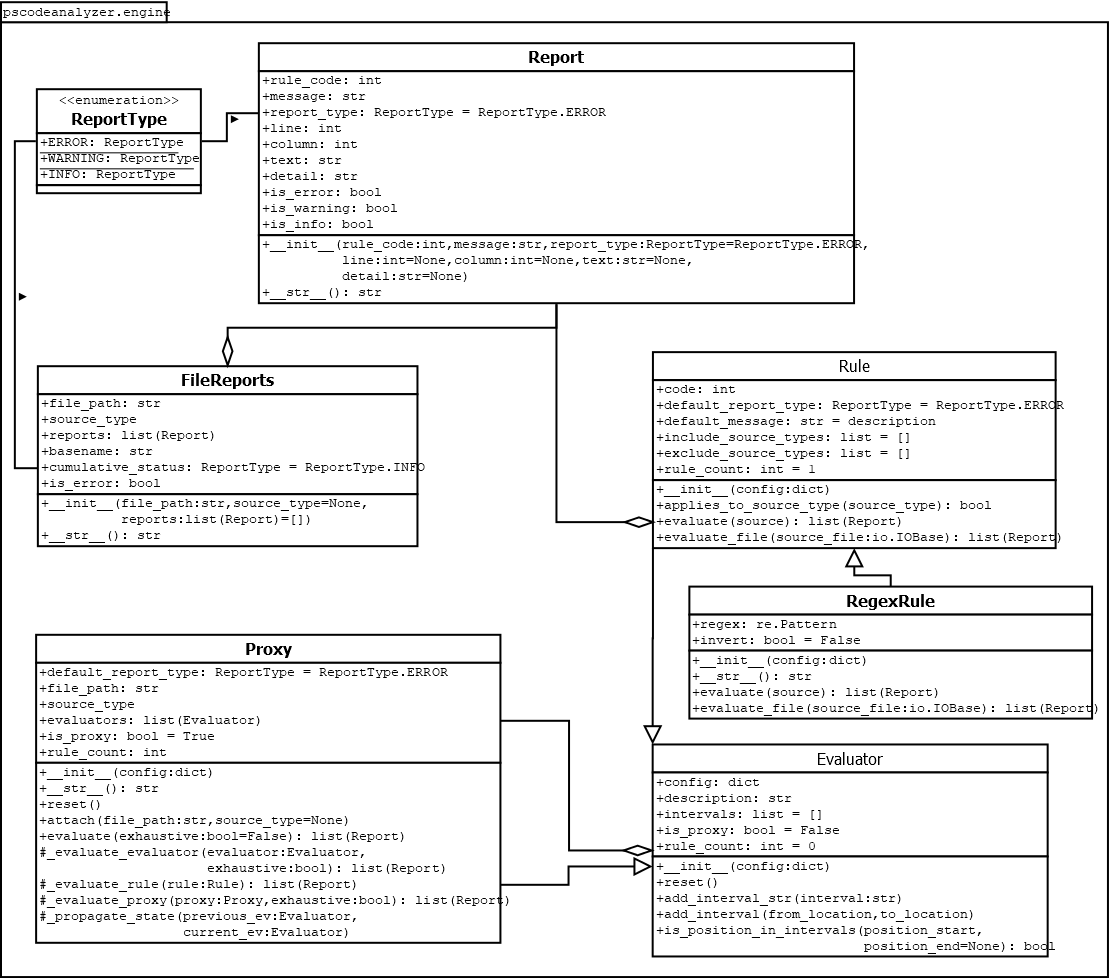 pscodeanalyzer.engine
Report
+rule_code: int
+message: str
+report_type: ReportType = ReportType.ERROR
+line: int
+column: int
+text: str
+detail: str
+is_error: bool
+is_warning: bool
+is_info: bool
+__init__(rule_code:int,message:str,report_type:ReportType=ReportType.ERROR,
line:int=None,column:int=None,text:str=None,
detail:str=None)
+__str__(): str
<<enumeration>>
ReportType
+ERROR: ReportType
+WARNING: ReportType
+INFO: ReportType
FileReports
+file_path: str
+source_type
+reports: list(Report)
+basename: str
+cumulative_status: ReportType = ReportType.INFO
+is_error: bool
+__init__(file_path:str,source_type=None,
reports:list(Report)=[])
+__str__(): str
Rule
+code: int
+default_report_type: ReportType = ReportType.ERROR
+default_message: str = description
+include_source_types: list = []
+exclude_source_types: list = []
+rule_count: int = 1
+__init__(config:dict)
+applies_to_source_type(source_type): bool
+evaluate(source): list(Report)
+evaluate_file(source_file:io.IOBase): list(Report)
RegexRule
+regex: re.Pattern
+invert: bool = False
+__init__(config:dict)
+__str__(): str
+evaluate(source): list(Report)
+evaluate_file(source_file:io.IOBase): list(Report)
Proxy
+default_report_type: ReportType = ReportType.ERROR
+file_path: str
+source_type
+evaluators: list(Evaluator)
+is_proxy: bool = True
+rule_count: int
+__init__(config:dict)
+__str__(): str
+reset()
+attach(file_path:str,source_type=None)
+evaluate(exhaustive:bool=False): list(Report)
#_evaluate_evaluator(evaluator:Evaluator,
exhaustive:bool): list(Report)
#_evaluate_rule(rule:Rule): list(Report)
#_evaluate_proxy(proxy:Proxy,exhaustive:bool): list(Report)
#_propagate_state(previous_ev:Evaluator,
current_ev:Evaluator)
Evaluator
+config: dict
+description: str
+intervals: list = []
+is_proxy: bool = False
+rule_count: int = 0
+__init__(config:dict)
+reset()
+add_interval_str(interval:str)
+add_interval(from_location,to_location)
+is_position_in_intervals(position_start,
position_end=None): bool